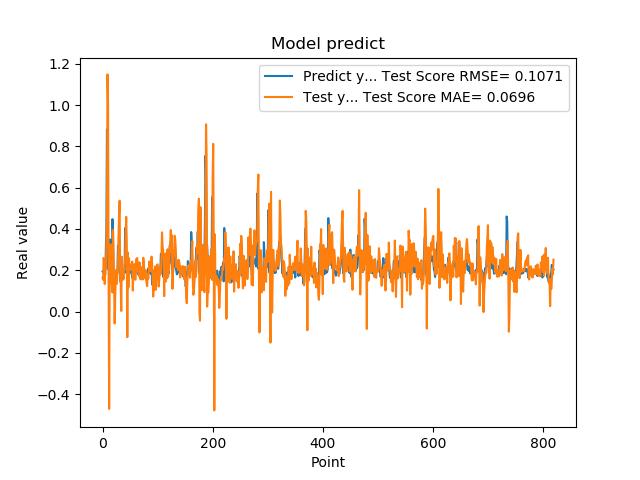 Model predict
Predict y... Test Score RMSE= 0.1071
Test y... Test Score MAE= 0.0696
1.2
1.0
0.8
0.6
0.4
0.2
0.0
−0.2
−0.4
Real value
0 200 400 600 800
Point